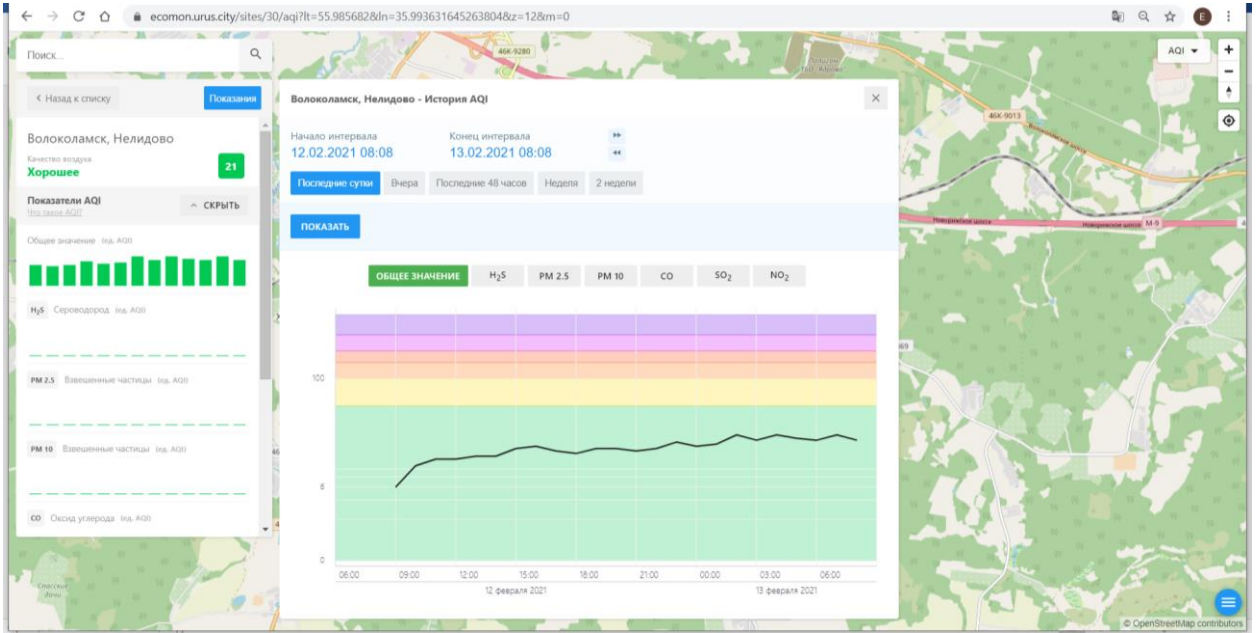 ecomon.urus.city/sites/30/aqi?lt=55.985682&ln=35.993631645263804&z=12&m=0
E
Поиск...
AQI
Назад к списку
Показания
Волоколамск, Нелидово
Качество воздуха
Хорошее
21
Показатели AQI
Что такое AQI?
СКРЫТЬ
Общее значение (ед. AQI)
H₂S Сероводород (ед. AQI)
PM 2.5 Взвешенные частицы (ед. AQI)
PM 10 Взвешенные частицы (ед. AQI)
CO Оксид углерода (ед. AQI)
Волоколамск, Нелидово - История AQI
Начало интервала Конец интервала
12.02.2021 08:08 13.02.2021 08:08
Последние сутки Вчера Последние 48 часов Неделя 2 недели
ПОКАЗАТЬ
ОБЩЕЕ ЗНАЧЕНИЕ H₂S PM 2.5 PM 10 CO SO₂ NO₂
100
6
0
06:00 09:00 12:00 15:00 18:00 21:00 00:00 03:00 06:00
12 февраля 2021 13 февраля 2021
46К-9280
46К-9013
Волоколамское шоссе
Новорижское шоссе
Новорижское шоссе
М-9
© OpenStreetMap contributors